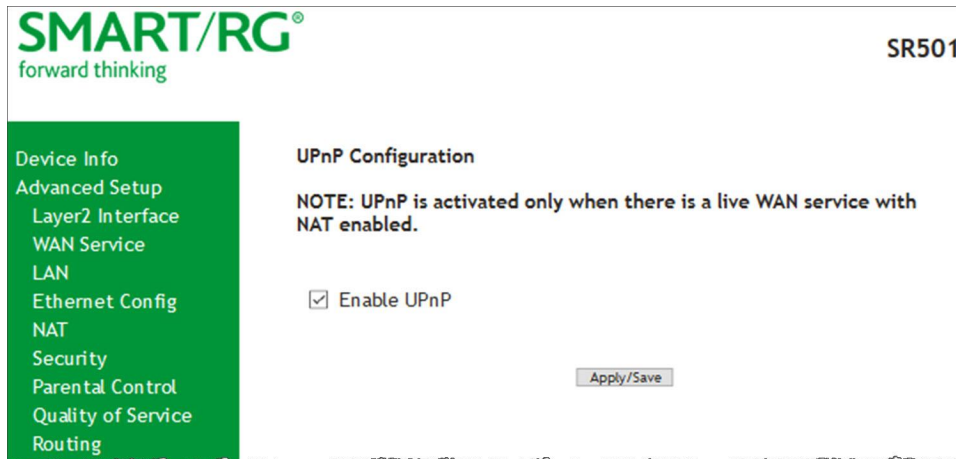 SMART/RG®
forward thinking
SR501
Device Info
Advanced Setup
Layer2 Interface
WAN Service
LAN
Ethernet Config
NAT
Security
Parental Control
Quality of Service
Routing
UPnP Configuration
NOTE: UPnP is activated only when there is a live WAN service with
NAT enabled.
Enable UPnP
Apply/Save